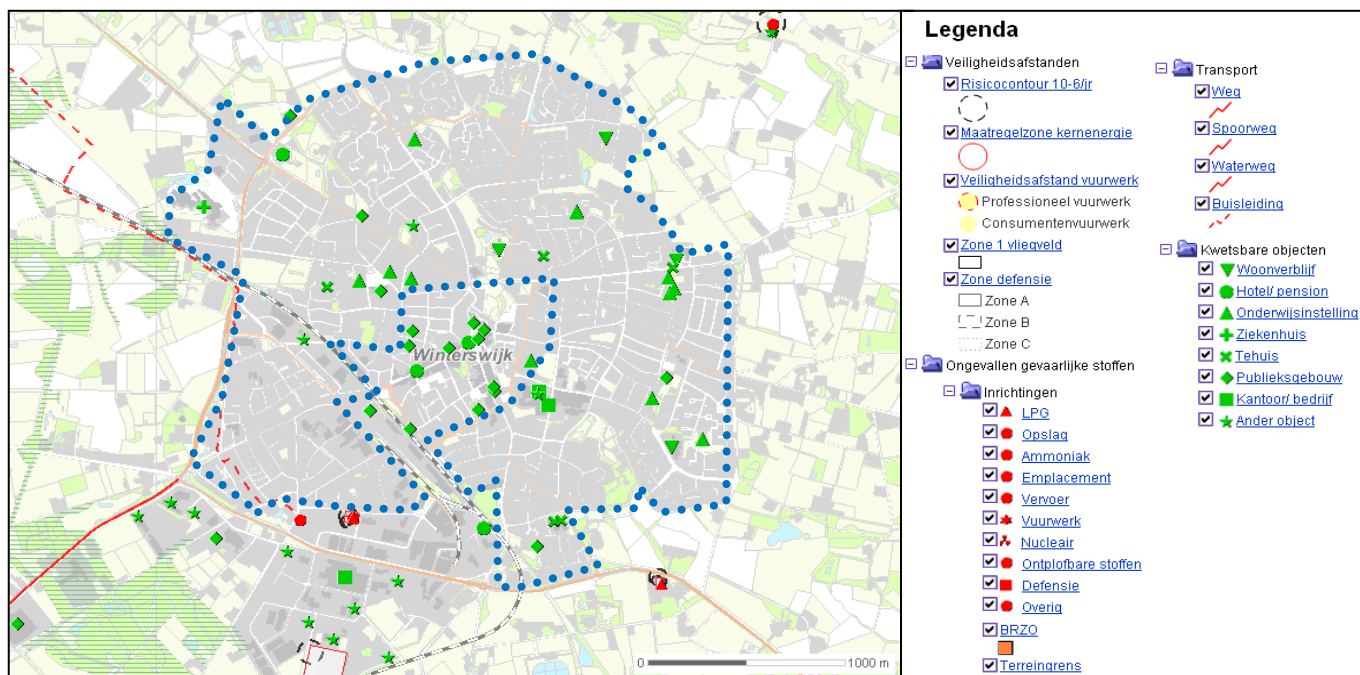 Winterswijk
0 1000 m
Legenda
Veiligheidsafstanden
Risicocontour 10-6/jr
Maatregelzone kernenergie
Veiligheidsafstand vuurwerk
Professioneel vuurwerk
Consumentenvuurwerk
Zone 1 vliegveld
Zone defensie
Zone A
Zone B
Zone C
Ongevallen gevaarlijke stoffen
Inrichtingen
LPG
Opslag
Ammoniak
Emplacement
Vervoer
Vuurwerk
Nucleair
Ontplofbare stoffen
Defensie
Overig
BRZO
Terreingrens
Transport
Weg
Spoorweg
Waterweg
Buisleiding
Kwetsbare objecten
Woonverblijf
Hotel/ pension
Onderwijsinstelling
Ziekenhuis
Tehuis
Publieksgebouw
Kantoor/ bedrijf
Ander object